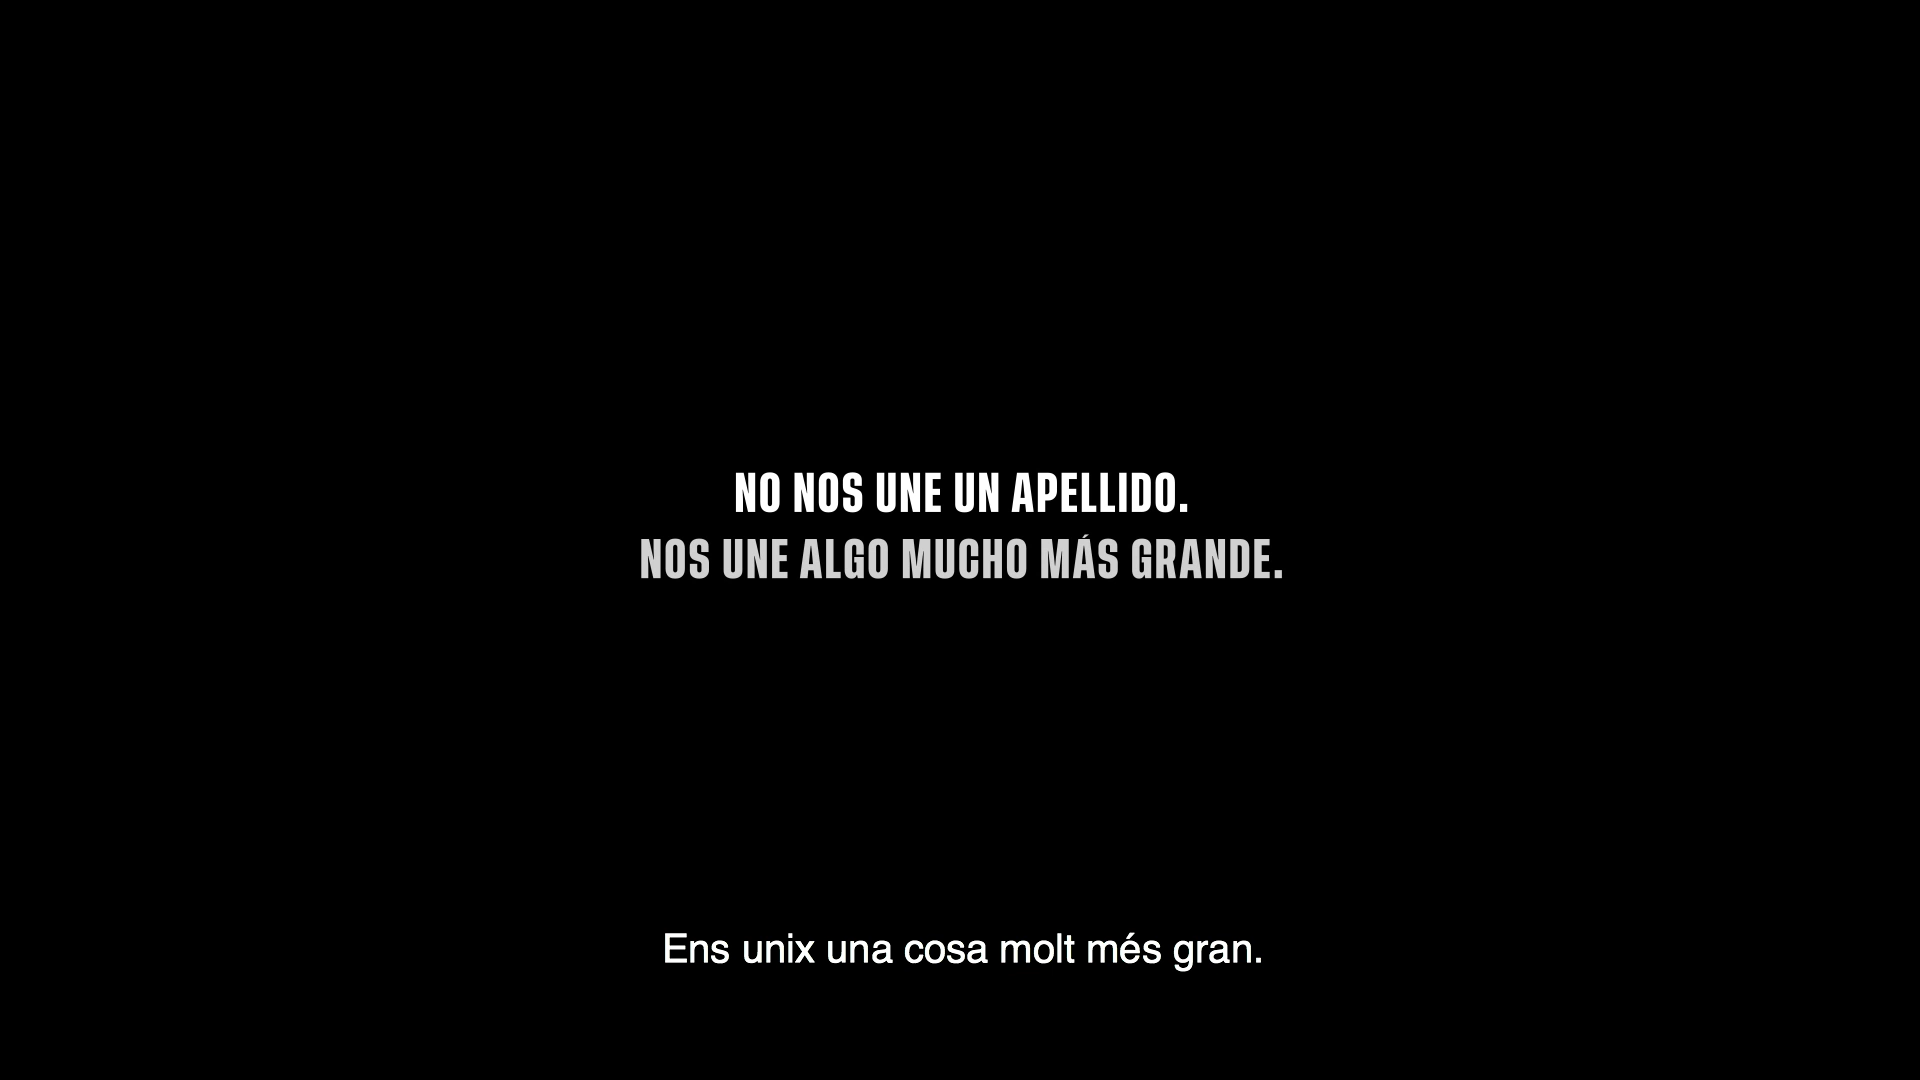 NO NOS UNE UN APELLIDO.
NOS UNE ALGO MUCHO MÁS GRANDE.
Ens unix una cosa molt més gran.